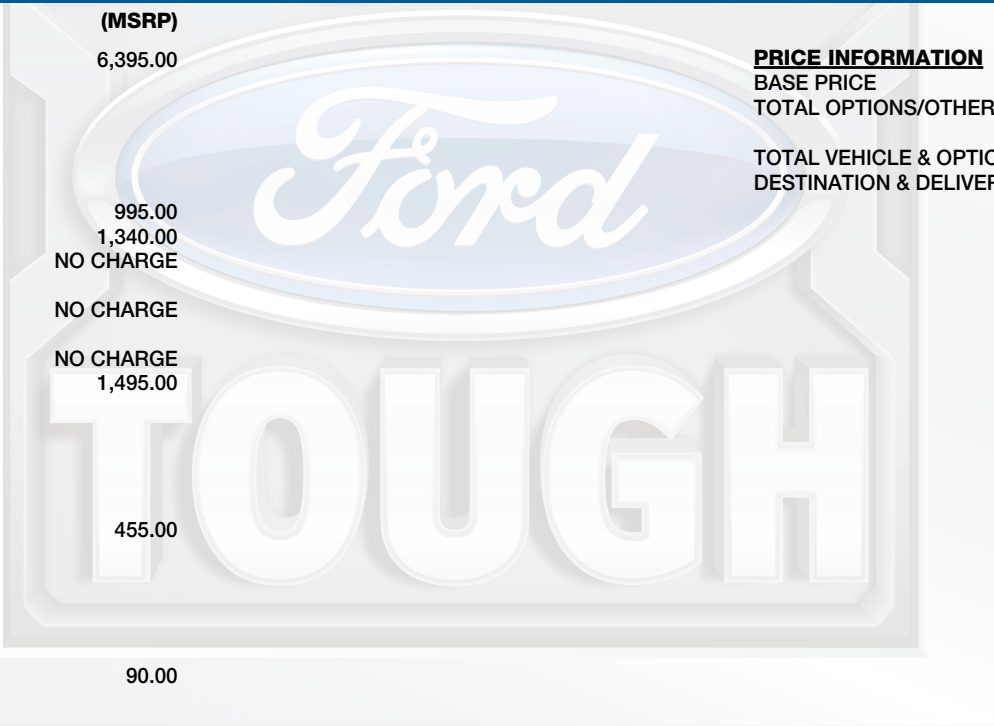 (MSRP)
6,395.00
995.00
1,340.00
NO CHARGE
NO CHARGE
NO CHARGE
1,495.00
455.00
90.00
PRICE INFORMATION
BASE PRICE
TOTAL OPTIONS/OTHER
TOTAL VEHICLE & OPTIO
DESTINATION & DELIVER
Ford
TOUGH